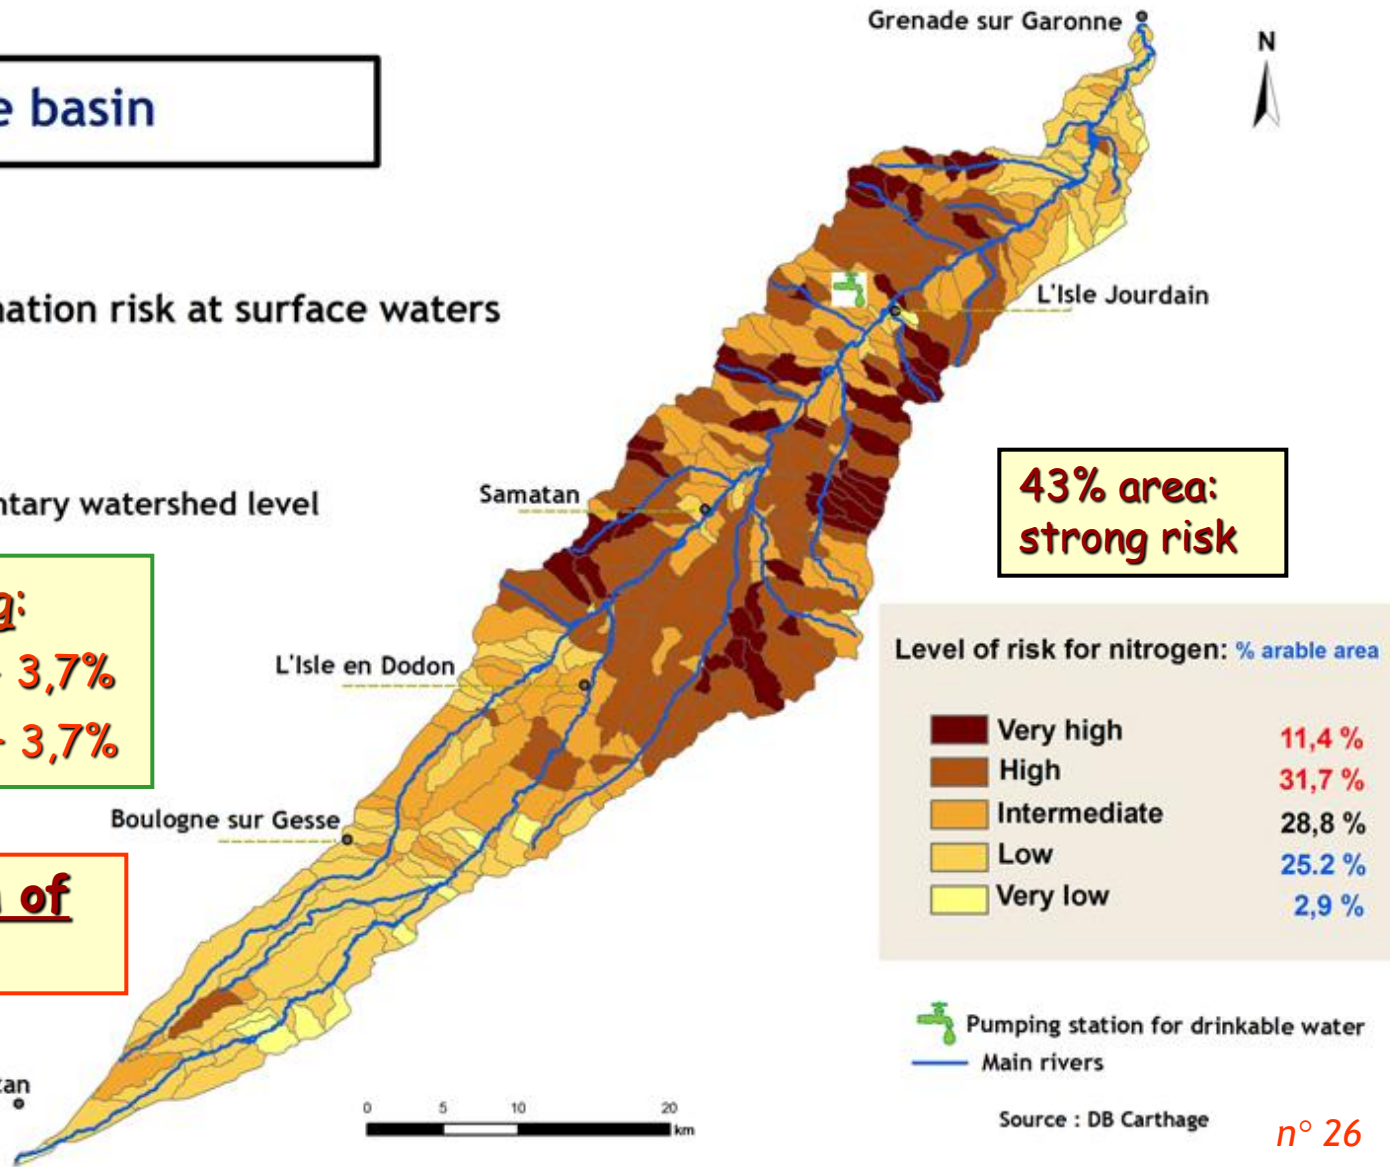 Grenade sur Garonne
N
e basin
nation risk at surface waters
L'Isle Jourdain
ntary watershed level
Samatan
43% area:
strong risk
g:
- 3,7%
- 3,7%
L'Isle en Dodon
Level of risk for nitrogen: % arable area
Very high 11,4 %
High 31,7 %
Intermediate 28,8 %
Low 25.2 %
Very low 2,9 %
Boulogne sur Gesse
of
Pumping station for drinkable water
Main rivers
0 5 10 20
km
Source : DB Carthage
n° 26